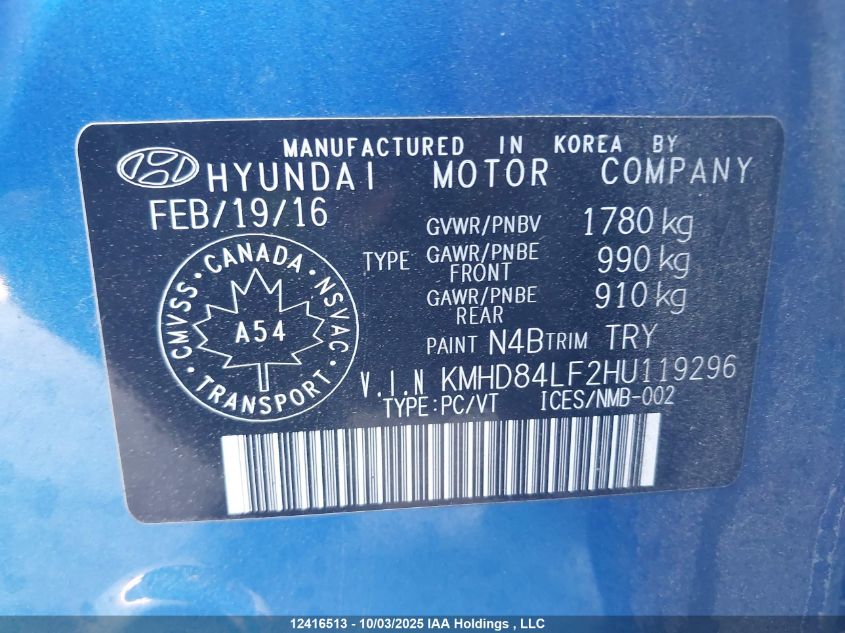 MANUFACTURED IN KOREA BY
HYUNDAI MOTOR COMPANY
FEB/19/16
GVWR/PNBV 1780 kg
TYPE GAWR/PNBE FRONT 990 kg
GAWR/PNBE REAR 910 kg
CMVSS • CANADA • NSVAC • TRANSPORT •
A54
PAINT N4B TRIM TRY
V.I.N KMHD84LF2HU119296
TYPE:PC/VT ICES/NMB-002
12416513 - 10/03/2025 IAA Holdings , LLC